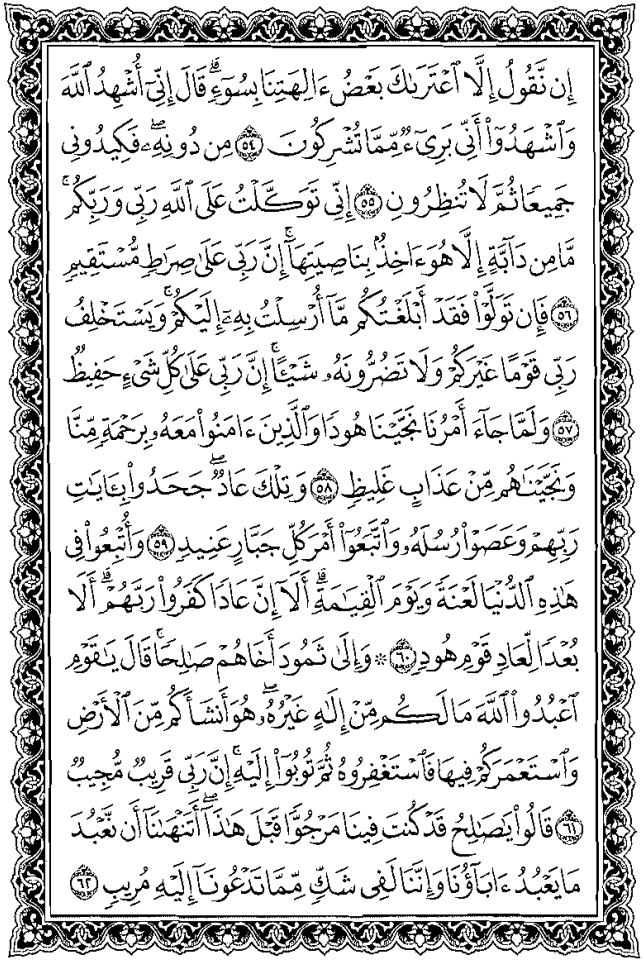 إِن نَّقُولُ إِلَّا ٱعۡتَرَىٰكَ بَعۡضُ ءَالِهَتِنَا بِسُوٓءٖۗ قَالَ إِنِّيٓ أُشۡهِدُ ٱللَّهَ
وَٱشۡهَدُوٓاْ أَنِّي بَرِيٓءٞ مِّمَّا تُشۡرِكُونَ ٥٤ مِن دُونِهِۦۖ فَكِيدُونِي
جَمِيعٗا ثُمَّ لَا تُنظِرُونِ ٥٥ إِنِّي تَوَكَّلۡتُ عَلَى ٱللَّهِ رَبِّي وَرَبِّكُمۚ
مَّا مِن دَآبَّةٍ إِلَّا هُوَ ءَاخِذُۢ بِنَاصِيَتِهَآۚ إِنَّ رَبِّي عَلَىٰ صِرَٰطٖ مُّسۡتَقِيمٖ
٥٦ فَإِن تَوَلَّوۡاْ فَقَدۡ أَبۡلَغۡتُكُم مَّآ أُرۡسِلۡتُ بِهِۦٓ إِلَيۡكُمۡۚ وَيَسۡتَخۡلِفُ
رَبِّي قَوۡمًا غَيۡرَكُمۡ وَلَا تَضُرُّونَهُۥ شَيۡـًٔاۚ إِنَّ رَبِّي عَلَىٰ كُلِّ شَيۡءٍ حَفِيظٞ
٥٧ وَلَمَّا جَآءَ أَمۡرُنَا نَجَّيۡنَا هُودٗا وَٱلَّذِينَ ءَامَنُواْ مَعَهُۥ بِرَحۡمَةٖ مِّنَّا
وَنَجَّيۡنَٰهُم مِّنۡ عَذَابٍ غَلِيظٖ ٥٨ وَتِلۡكَ عَادٞۖ جَحَدُواْ بِـَٔايَٰتِ
رَبِّهِمۡ وَعَصَوۡاْ رُسُلَهُۥ وَٱتَّبَعُوٓاْ أَمۡرَ كُلِّ جَبَّارٍ عَنِيدٖ ٥٩ وَأُتۡبِعُواْ فِي
هَٰذِهِ ٱلدُّنۡيَا لَعۡنَةٗ وَيَوۡمَ ٱلۡقِيَٰمَةِۗ أَلَآ إِنَّ عَادٗا كَفَرُواْ رَبَّهُمۡۗ أَلَا
بُعۡدٗا لِّعَادٖ قَوۡمِ هُودٖ ٦٠ ۞ وَإِلَىٰ ثَمُودَ أَخَاهُمۡ صَٰلِحٗاۚ قَالَ يَٰقَوۡمِ
ٱعۡبُدُواْ ٱللَّهَ مَا لَكُم مِّنۡ إِلَٰهٍ غَيۡرُهُۥۖ هُوَ أَنشَأَكُم مِّنَ ٱلۡأَرۡضِ
وَٱسۡتَعۡمَرَكُمۡ فِيهَا فَٱسۡتَغۡفِرُوهُ ثُمَّ تُوبُوٓاْ إِلَيۡهِۚ إِنَّ رَبِّي قَرِيبٞ مُّجِيبٞ
٦١ قَالُواْ يَٰصَٰلِحُ قَدۡ كُنتَ فِينَا مَرۡجُوّٗا قَبۡلَ هَٰذَآۖ أَتَنۡهَىٰنَآ أَن نَّعۡبُدَ
مَا يَعۡبُدُ ءَابَآؤُنَا وَإِنَّنَا لَفِي شَكّٖ مِّمَّا تَدۡعُونَآ إِلَيۡهِ مُرِيبٖ ٦٢